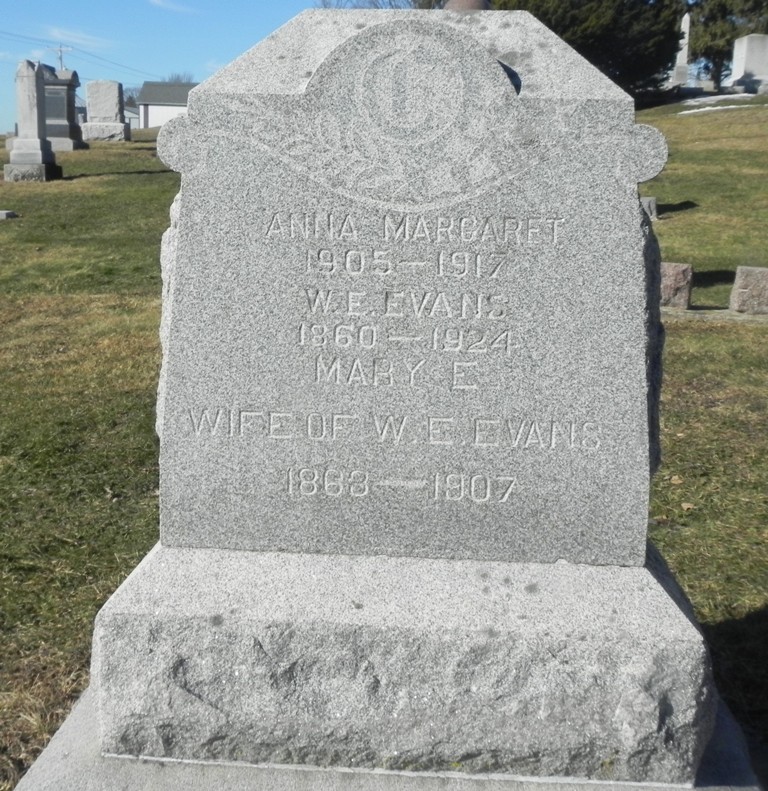 E
ANNA MARGARET
1905—1917
W.E. EVANS
1860—1924
MARY E
WIFE OF W.E. EVANS
1863—1907